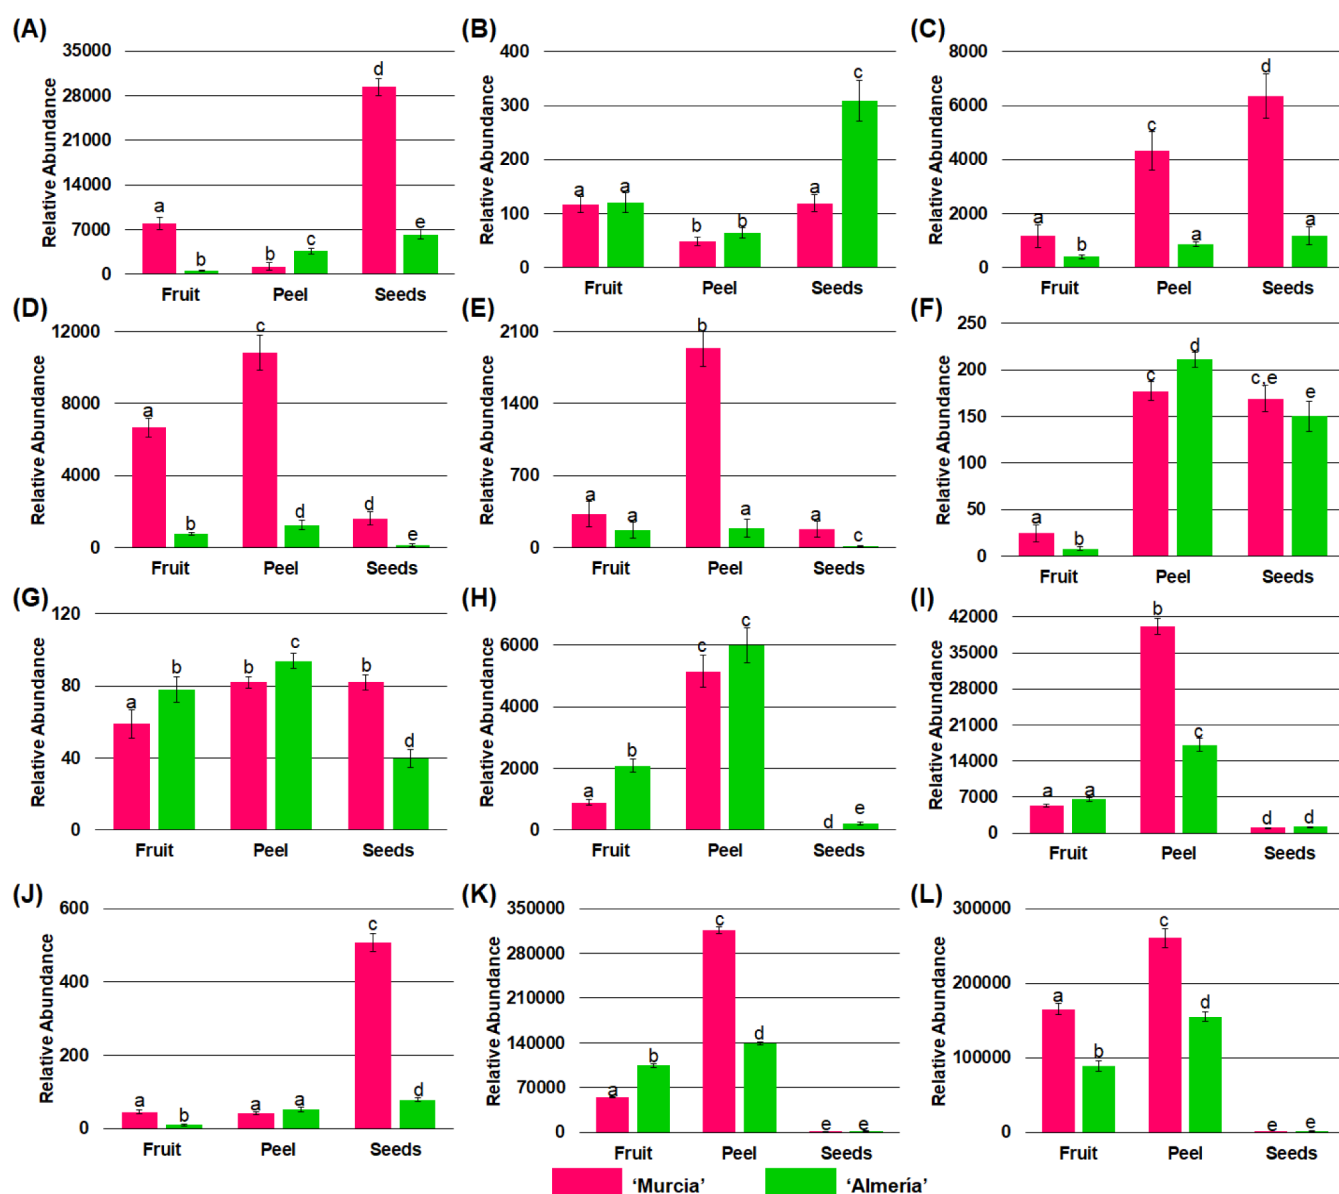 (A)
Relative Abundance
35000
28000
21000
14000
7000
0
a
b
b
c
d
e
Fruit
Peel
Seeds
(B)
Relative Abundance
400
300
200
100
0
a
a
b
b
a
c
Fruit
Peel
Seeds
(C)
Relative Abundance
8000
6000
4000
2000
0
a
b
c
a
d
a
Fruit
Peel
Seeds
(D)
Relative Abundance
12000
8000
4000
0
a
b
c
d
d
e
Fruit
Peel
Seeds
(E)
Relative Abundance
2100
1400
700
0
a
a
b
a
a
c
Fruit
Peel
Seeds
(F)
Relative Abundance
250
200
150
100
50
0
a
b
c
d
c,e
e
Fruit
Peel
Seeds
(G)
Relative Abundance
120
80
40
0
a
b
b
c
b
d
Fruit
Peel
Seeds
(H)
Relative Abundance
6000
4000
2000
0
a
b
c
c
d
e
Fruit
Peel
Seeds
(I)
Relative Abundance
42000
35000
28000
21000
14000
7000
0
a
a
b
c
d
d
Fruit
Peel
Seeds
(J)
Relative Abundance
600
400
200
0
a
b
a
a
c
d
Fruit
Peel
Seeds
(K)
Relative Abundance
350000
280000
210000
140000
70000
0
a
b
c
d
e
e
Fruit
Peel
Seeds
(L)
Relative Abundance
300000
200000
100000
0
a
b
c
d
e
e
Fruit
Peel
Seeds
‘Murcia’
‘Almería’